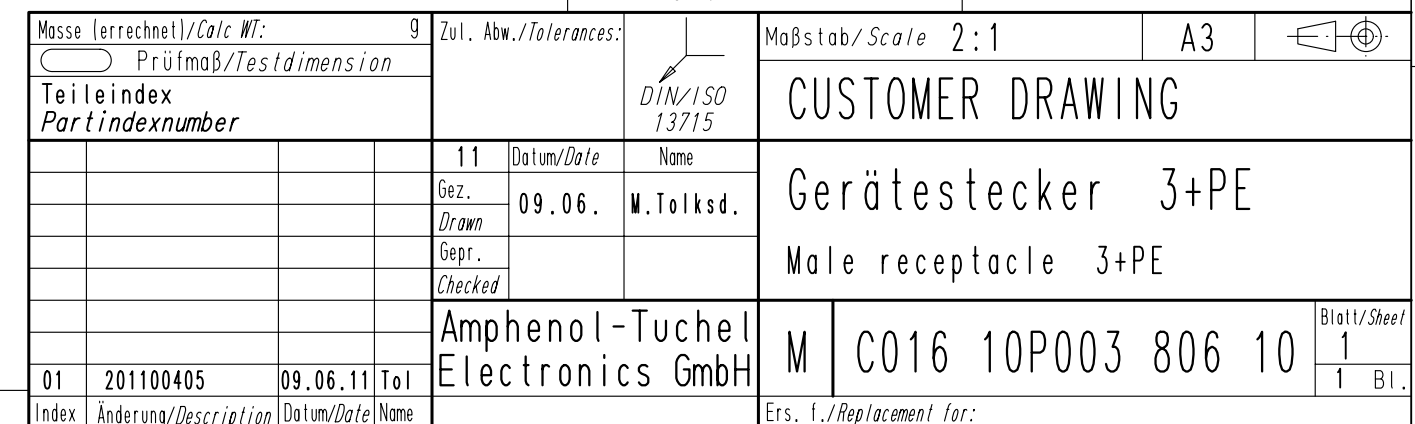 Masse (errechnet)/Calc WT: g
Prüfmaß/Testdimension
Teileindex
Partindexnumber
Zul. Abw./Tolerances:
DIN/ISO
13715
Maßstab/Scale 2:1
A3
CUSTOMER DRAWING
11 Datum/Date Name
Gez.
Drawn
09.06. M.Tolksd.
Gepr.
Checked
Gerätestecker 3+PE
Male receptacle 3+PE
Amphenol-Tuchel
Electronics GmbH
M C016 10P003 806 10
Blatt/Sheet
1
1 Bl.
01 201100405 09.06.11 Tol
Index Änderung/Description Datum/Date Name
Ers. f./Replacement for: